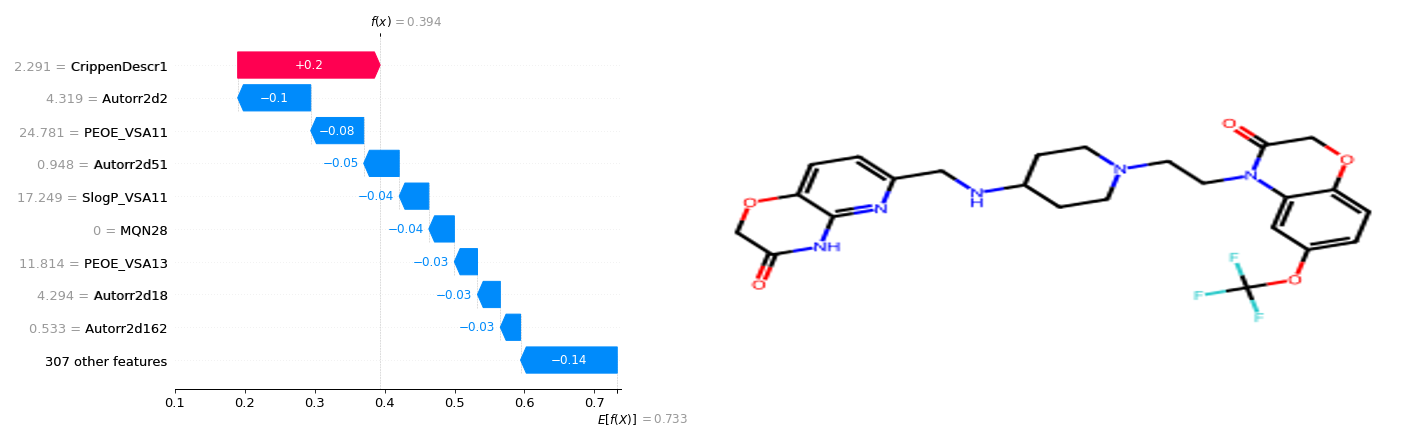 f(x) = 0.394
2.291 = CrippenDescr1
+0.2
4.319 = Autorr2d2
−0.1
24.781 = PEOE_VSA11
−0.08
0.948 = Autorr2d51
−0.05
17.249 = SlogP_VSA11
−0.04
0 = MQN28
−0.04
11.814 = PEOE_VSA13
−0.03
4.294 = Autorr2d18
−0.03
0.533 = Autorr2d162
−0.03
307 other features
−0.14
0.1 0.2 0.3 0.4 0.5 0.6 0.7
E[f(X)] = 0.733
O
O
N
N
N
H
O
O
N
NH
F
O
O
F
F